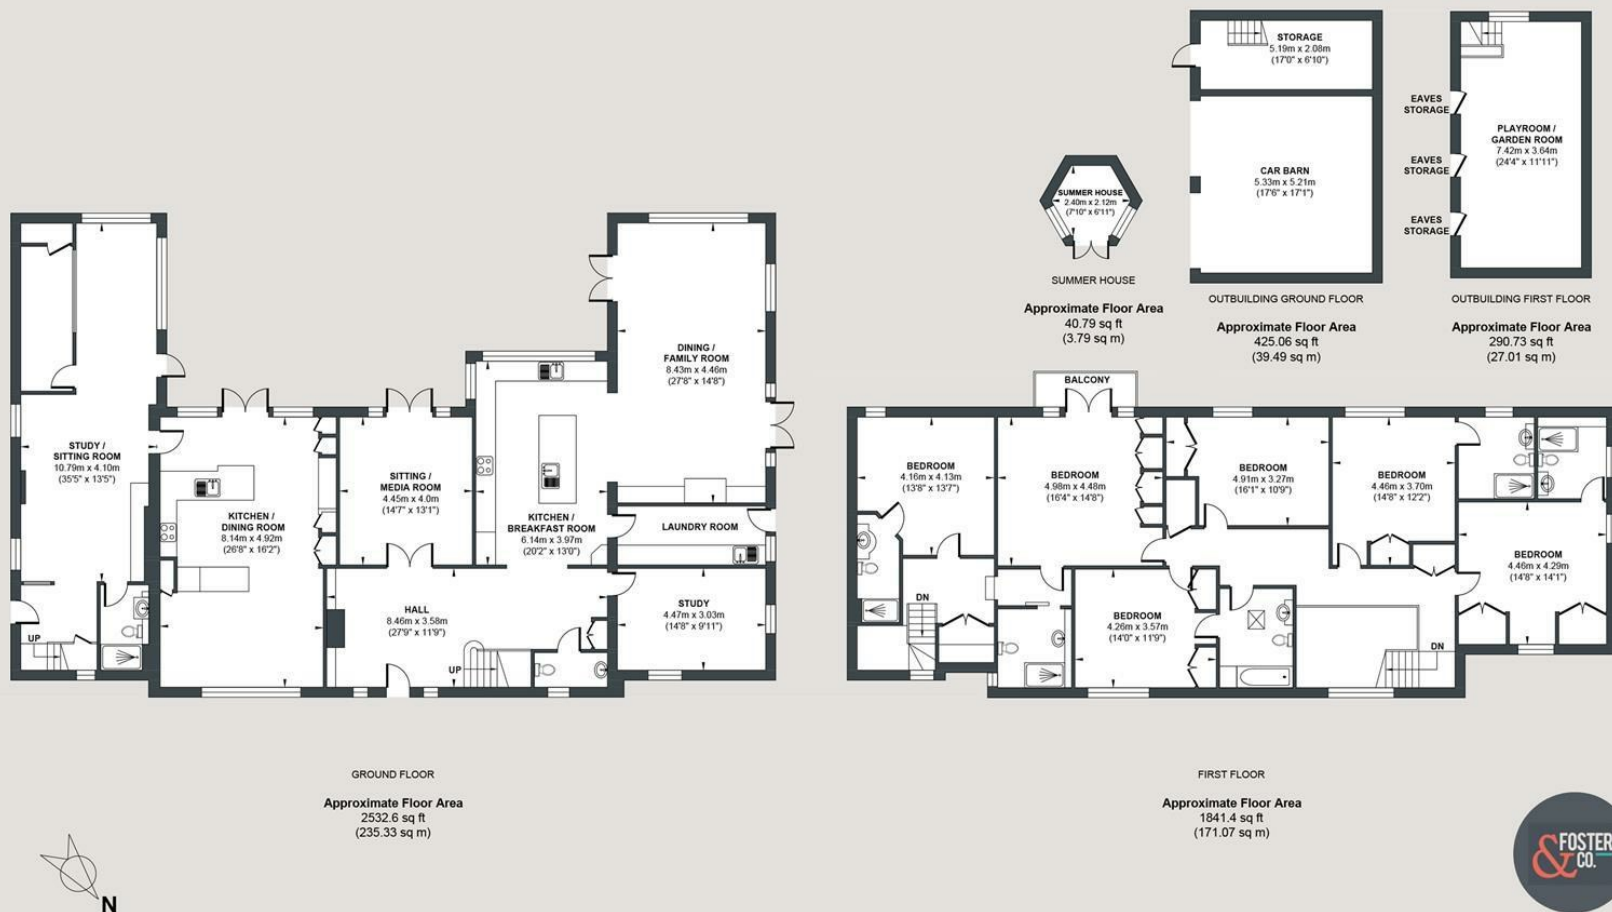 STORAGE
5.19m x 2.08m
(17'0" x 6'10")
CAR BARN
5.33m x 5.21m
(17'6" x 17'1")
OUTBUILDING GROUND FLOOR
Approximate Floor Area
425.06 sq ft
(39.49 sq m)
EAVES
STORAGE
EAVES
STORAGE
EAVES
STORAGE
PLAYROOM /
GARDEN ROOM
7.42m x 3.64m
(24'4" x 11'11")
OUTBUILDING FIRST FLOOR
Approximate Floor Area
290.73 sq ft
(27.01 sq m)
SUMMER HOUSE
2.40m x 2.12m
(7'10" x 6'11")
SUMMER HOUSE
Approximate Floor Area
40.79 sq ft
(3.79 sq m)
STUDY /
SITTING ROOM
10.79m x 4.10m
(35'5" x 13'5")
UP
KITCHEN /
DINING ROOM
8.14m x 4.92m
(26'8" x 16'2")
SITTING /
MEDIA ROOM
4.45m x 4.0m
(14'7" x 13'1")
HALL
8.46m x 3.58m
(27'9" x 11'9")
UP
KITCHEN /
BREAKFAST ROOM
6.14m x 3.97m
(20'2" x 13'0")
DINING /
FAMILY ROOM
8.43m x 4.46m
(27'8" x 14'8")
LAUNDRY ROOM
STUDY
4.47m x 3.03m
(14'8" x 9'11")
GROUND FLOOR
Approximate Floor Area
2532.6 sq ft
(235.33 sq m)
BALCONY
BEDROOM
4.16m x 4.13m
(13'8" x 13'7")
BEDROOM
4.98m x 4.48m
(16'4" x 14'8")
BEDROOM
4.91m x 3.27m
(16'1" x 10'9")
BEDROOM
4.46m x 3.70m
(14'8" x 12'2")
BEDROOM
4.46m x 4.29m
(14'8" x 14'1")
DN
BEDROOM
4.26m x 3.57m
(14'0" x 11'9")
DN
FIRST FLOOR
Approximate Floor Area
1841.4 sq ft
(171.07 sq m)
N
& FOSTER
CO.